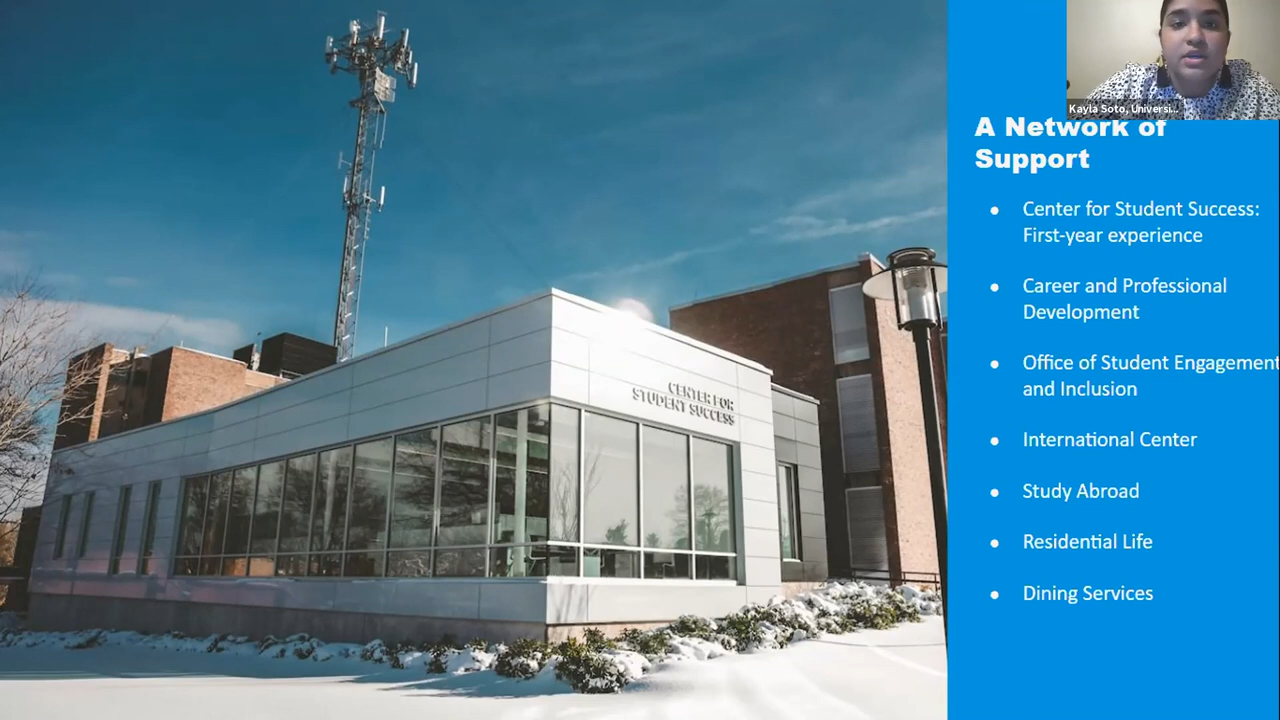 CENTER FOR
STUDENT SUCCESS
Kayla Soto, Universi...
A Network of
Support
● Center for Student Success:
First-year experience
● Career and Professional
Development
● Office of Student Engagement
and Inclusion
● International Center
● Study Abroad
● Residential Life
● Dining Services